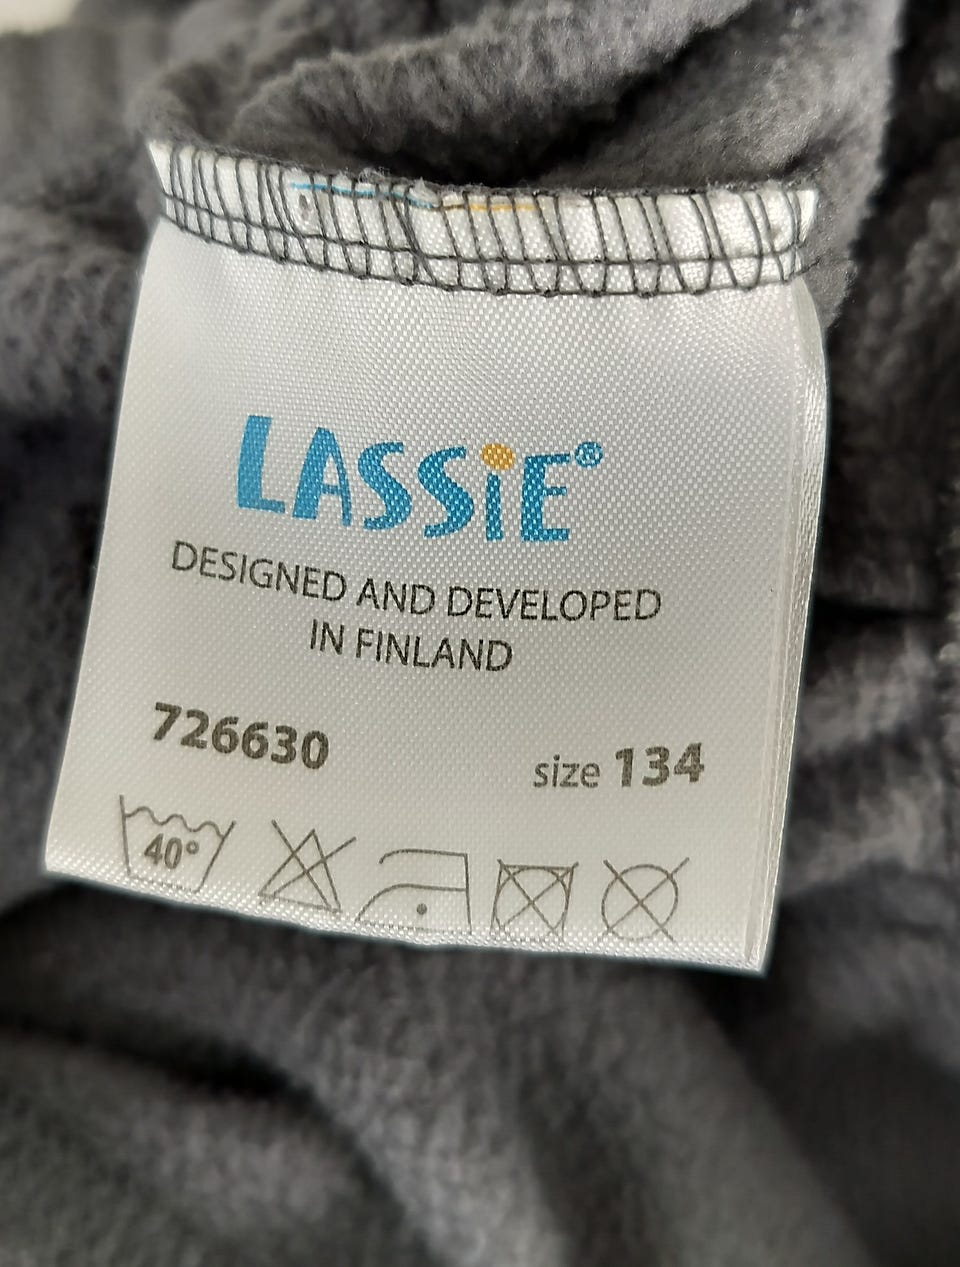 LASSiE®
DESIGNED AND DEVELOPED
IN FINLAND
726630 size 134
40°